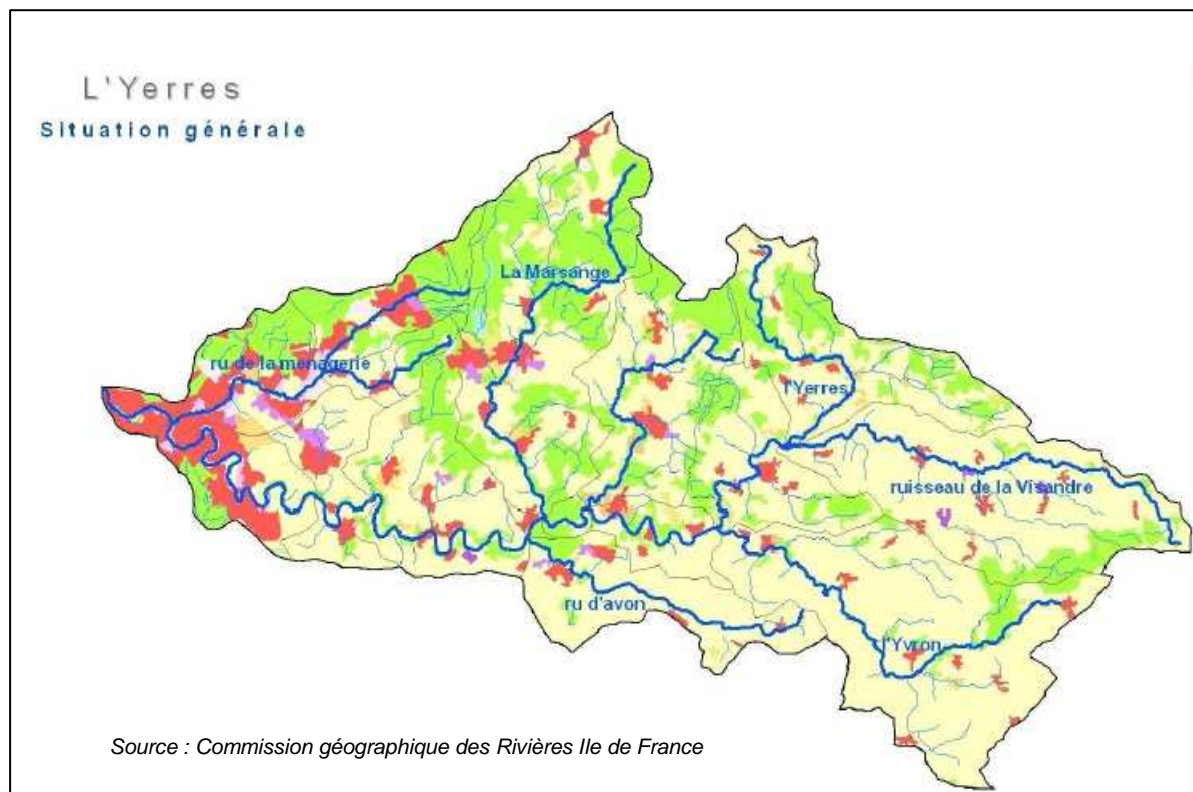 L'Yerres
Situation générale
La Marsange
ru de la ménagerie
l'Yerres
ruisseau de la Visandre
ru d'avon
l'Yvron
Source : Commission géographique des Rivières Ile de France